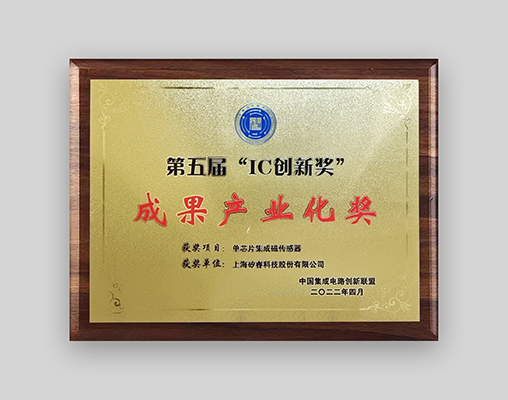 第五届“IC创新奖”
成果产业化奖
获奖项目：单芯片集成磁传感器
获奖单位：上海矽睿科技股份有限公司
中国集成电路创新联盟
二〇二二年四月